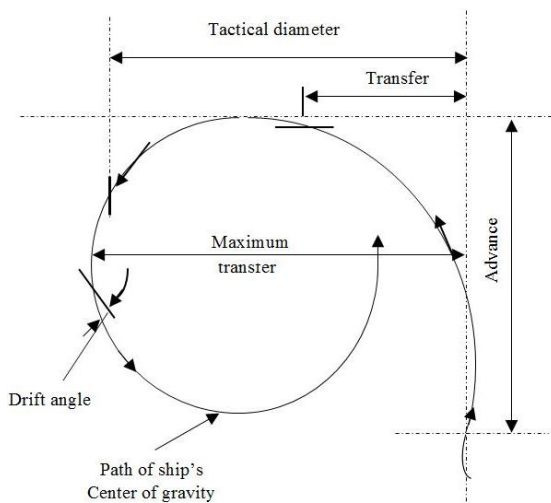 Tactical diameter
Transfer
Advance
Maximum
transfer
Drift angle
Path of ship's
Center of gravity